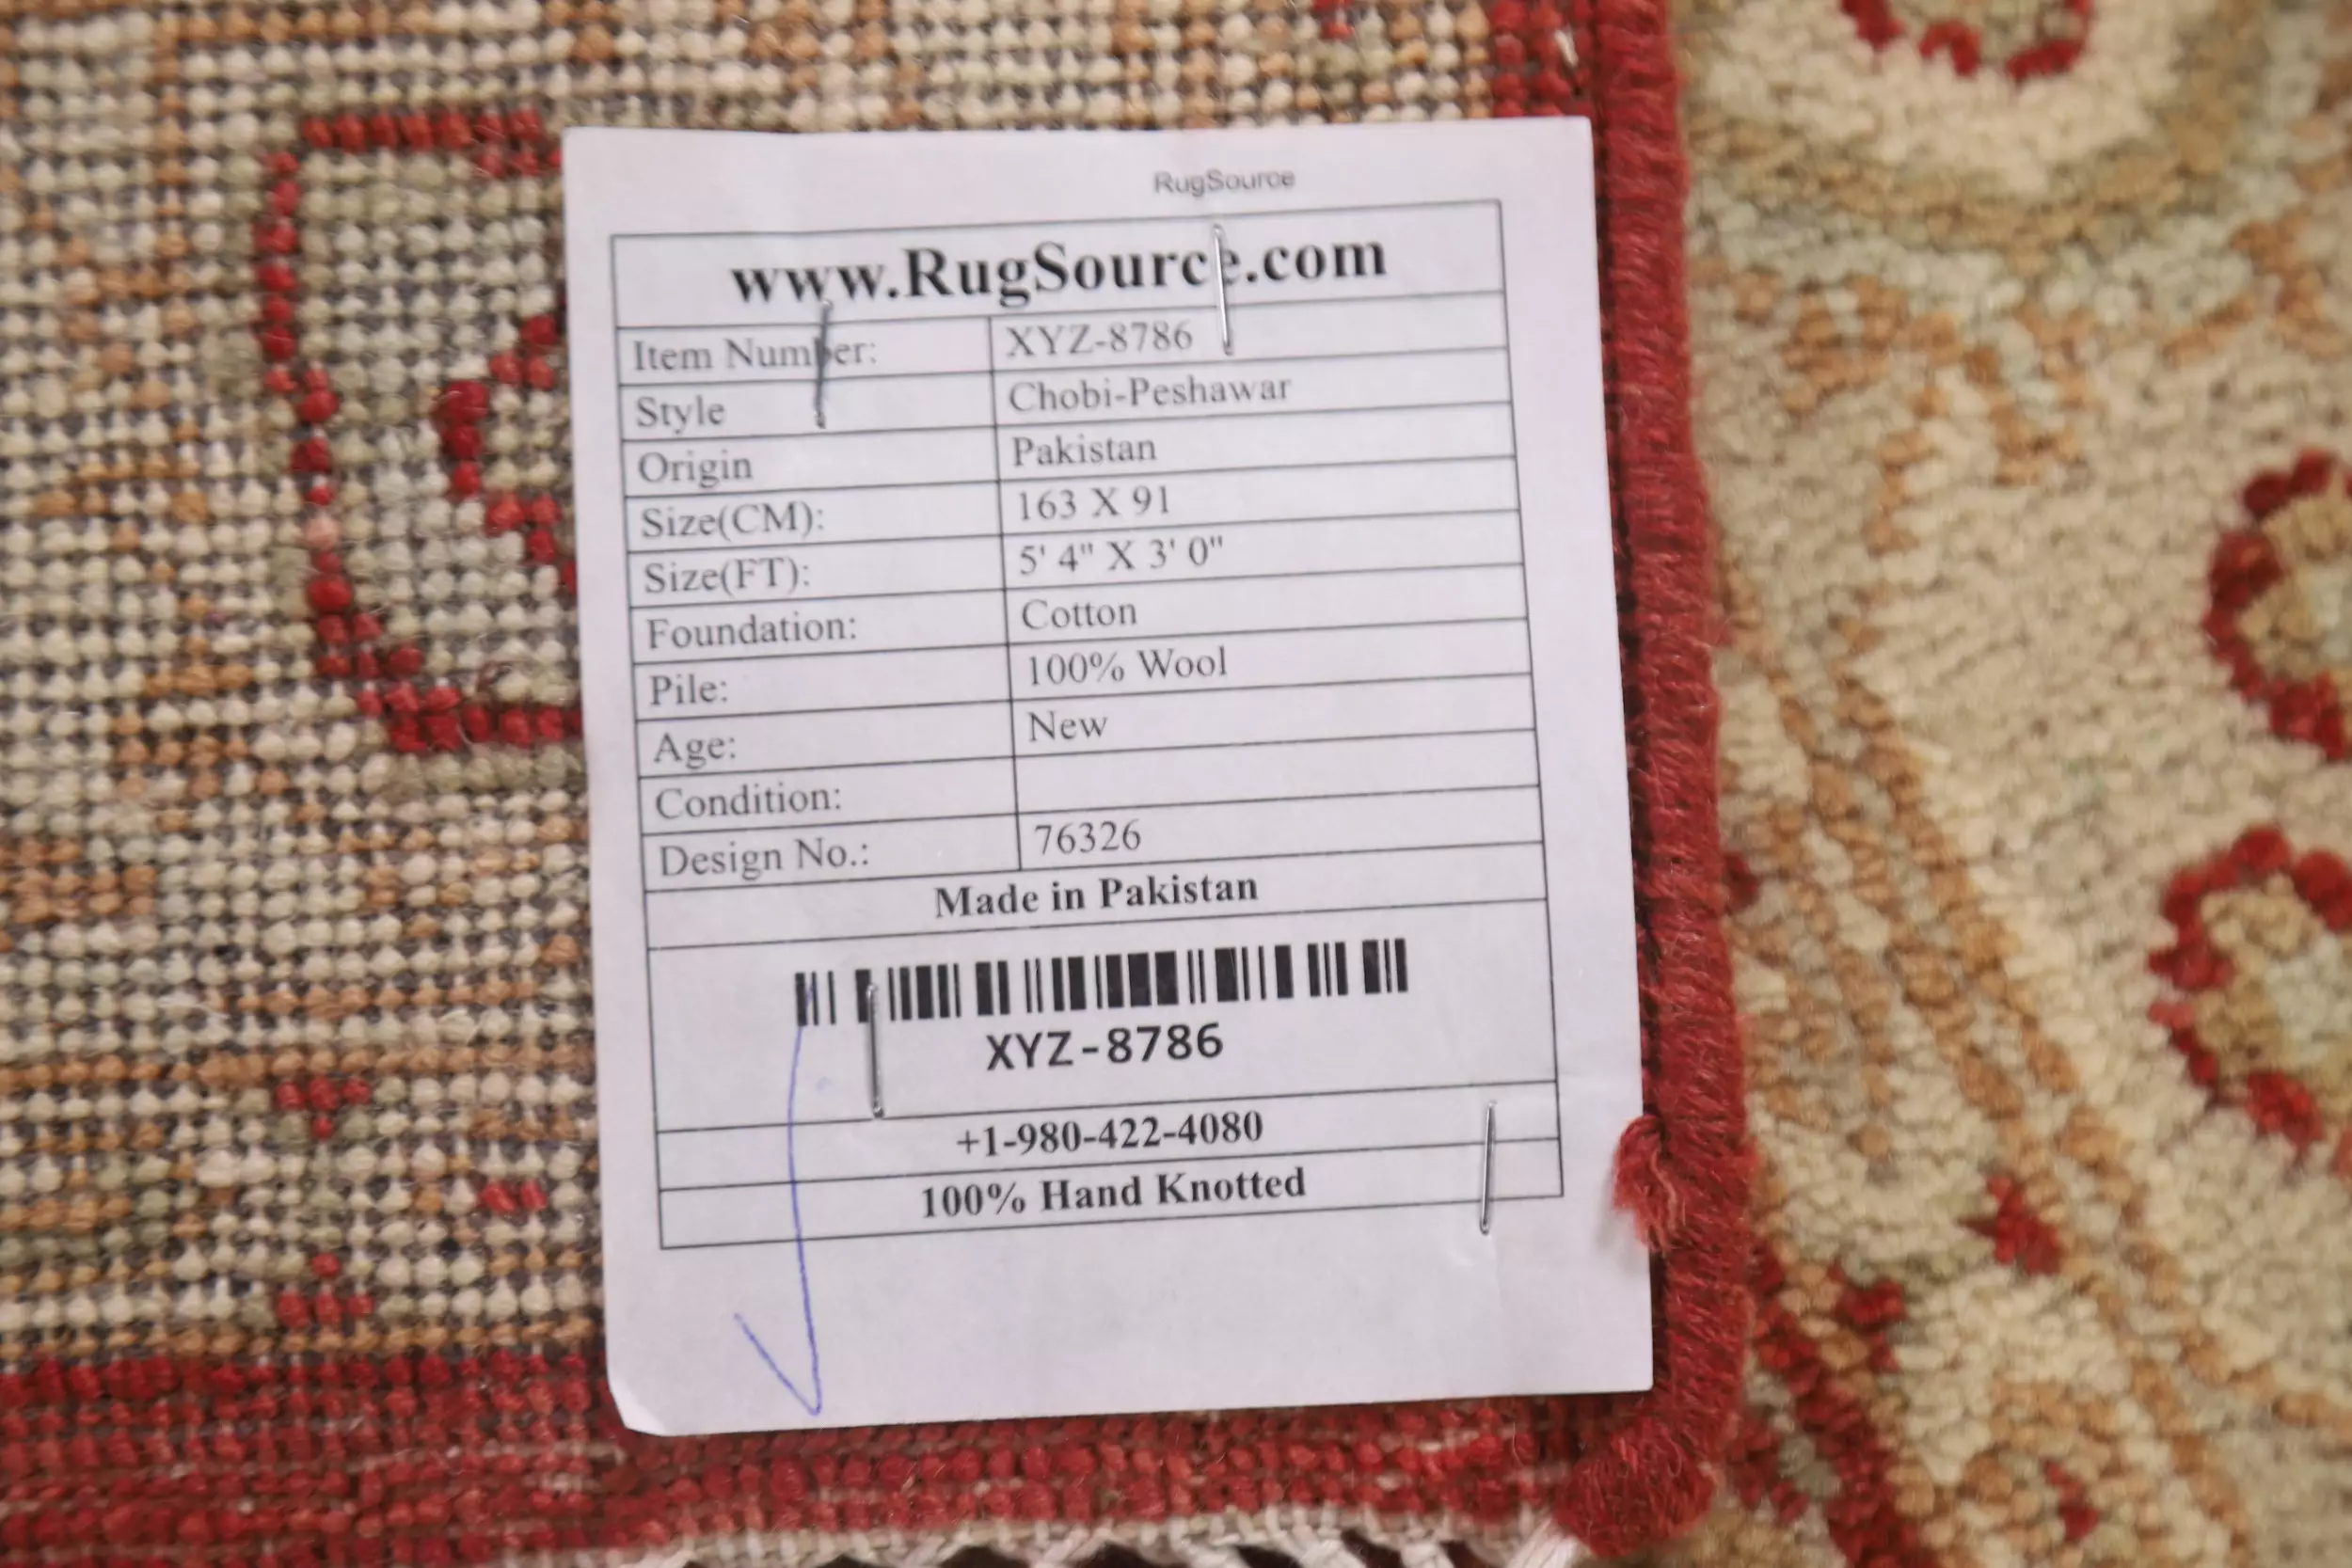 RugSource
www.RugSource.com
Item Number: XYZ-8786
Style Chobi-Peshawar
Origin Pakistan
Size(CM): 163 X 91
Size(FT): 5' 4" X 3' 0"
Foundation: Cotton
Pile: 100% Wool
Age: New
Condition:
Design No.: 76326
Made in Pakistan
XYZ-8786
+1-980-422-4080
100% Hand Knotted